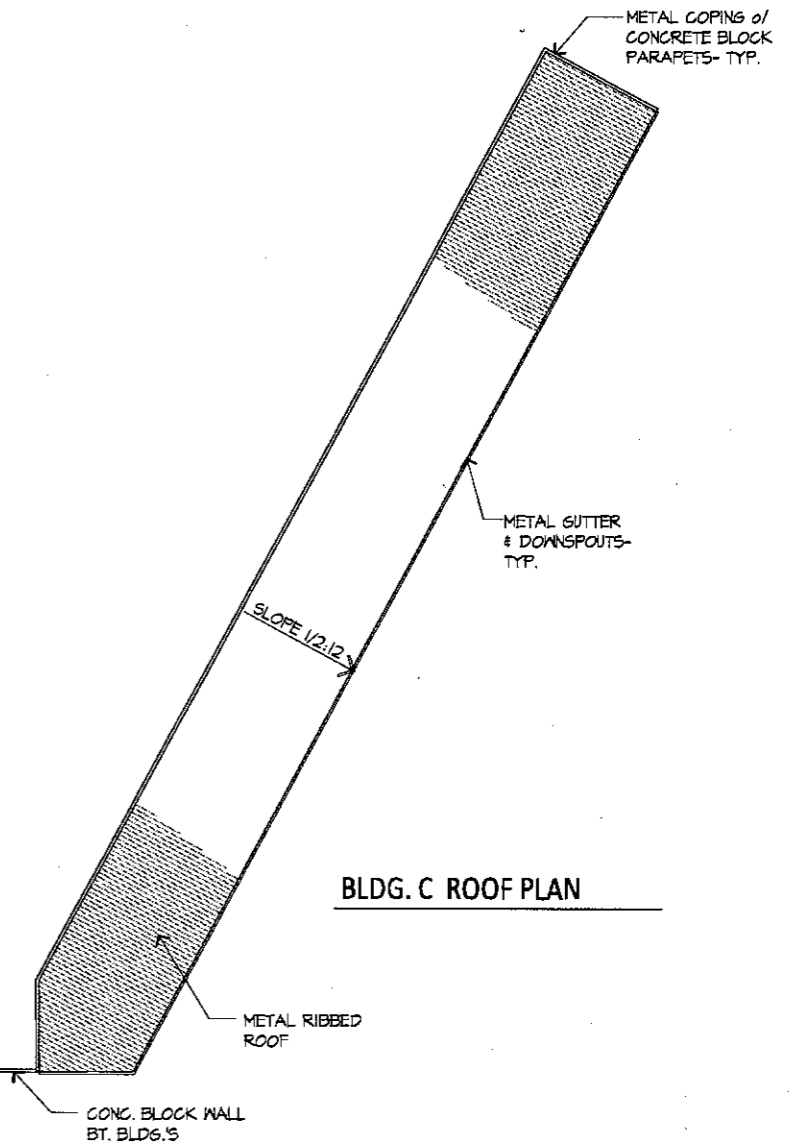 METAL COPING o/
CONCRETE BLOCK
PARAPETS- TYP.
METAL GUTTER
& DOWNSPOUTS-
TYP.
SLOPE 1/2:12
BLDG. C ROOF PLAN
METAL RIBBED
ROOF
CONC. BLOCK WALL
BT. BLDG.'S